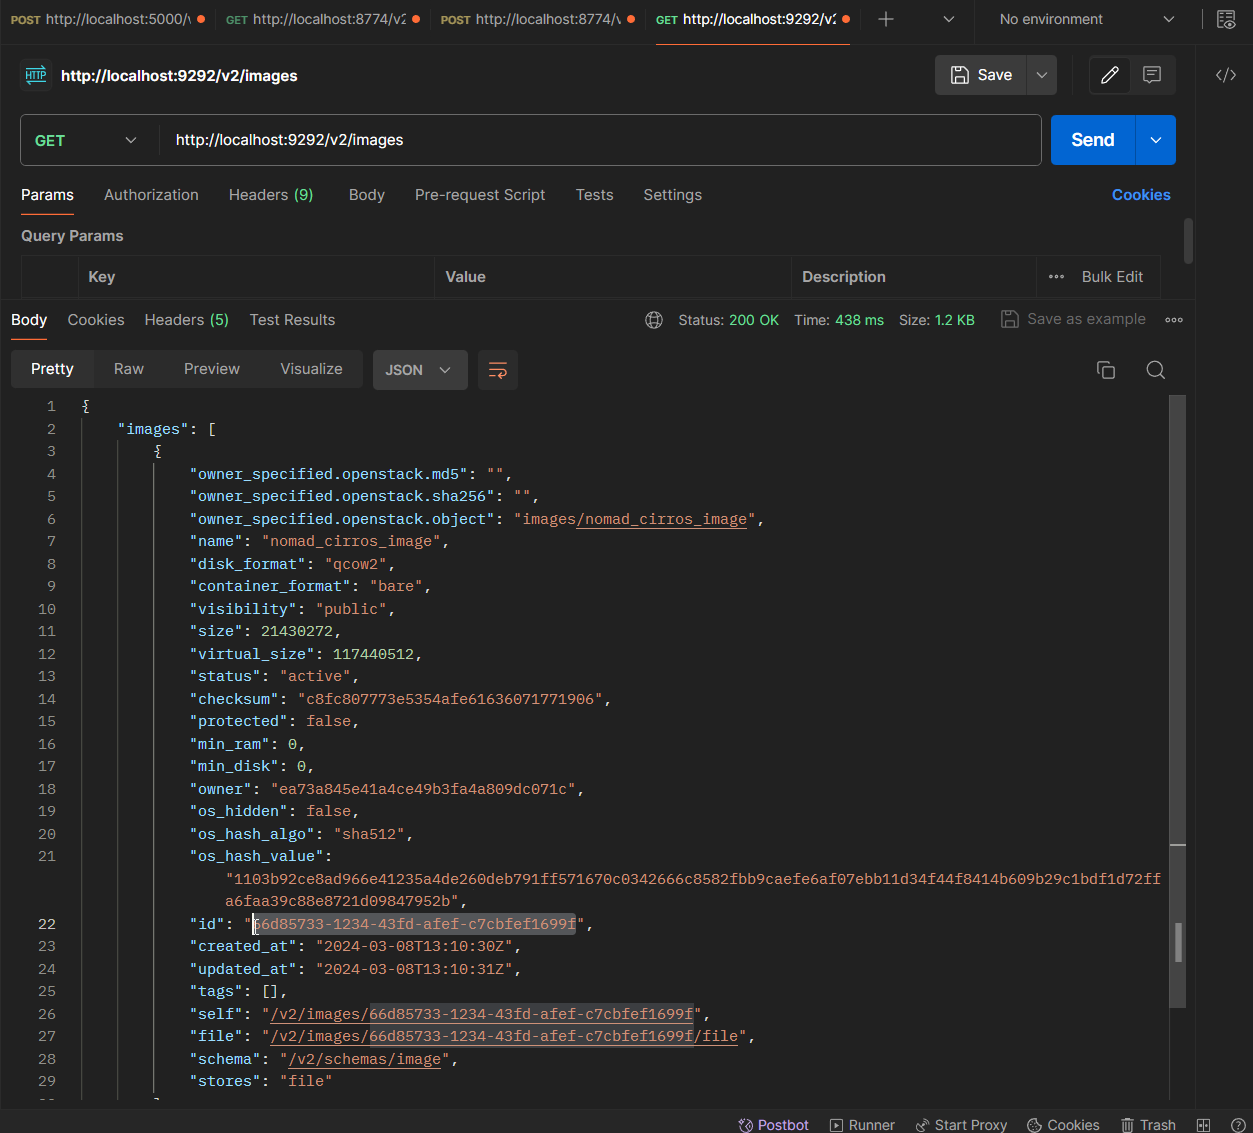 POST http://localhost:5000/v GET http://localhost:8774/v2 POST http://localhost:8774/v GET http://localhost:9292/v2 No environment
HTTP http://localhost:9292/v2/images Save
GET http://localhost:9292/v2/images Send
Params Authorization Headers (9) Body Pre-request Script Tests Settings Cookies
Query Params
Key Value Description Bulk Edit
Body Cookies Headers (5) Test Results Status: 200 OK Time: 438 ms Size: 1.2 KB Save as example
Pretty Raw Preview Visualize JSON
1 {
2 "images": [
3 {
4 "owner_specified.openstack.md5": "",
5 "owner_specified.openstack.sha256": "",
6 "owner_specified.openstack.object": "images/nomad_cirros_image",
7 "name": "nomad_cirros_image",
8 "disk_format": "qcow2",
9 "container_format": "bare",
10 "visibility": "public",
11 "size": 21430272,
12 "virtual_size": 117440512,
13 "status": "active",
14 "checksum": "c8fc807773e5354afe61636071771906",
15 "protected": false,
16 "min_ram": 0,
17 "min_disk": 0,
18 "owner": "ea73a845e41a4ce49b3fa4a809dc071c",
19 "os_hidden": false,
20 "os_hash_algo": "sha512",
21 "os_hash_value":
"1103b92ce8ad966e41235a4de260deb791ff571670c0342666c8582fbb9caefe6af07ebb11d34f44f8414b609b29c1bdf1d72ff
a6faa39c88e8721d09847952b",
22 "id": "66d85733-1234-43fd-afef-c7cbfef1699f",
23 "created_at": "2024-03-08T13:10:30Z",
24 "updated_at": "2024-03-08T13:10:31Z",
25 "tags": [],
26 "self": "/v2/images/66d85733-1234-43fd-afef-c7cbfef1699f",
27 "file": "/v2/images/66d85733-1234-43fd-afef-c7cbfef1699f/file",
28 "schema": "/v2/schemas/image",
29 "stores": "file"
Postbot Runner Start Proxy Cookies Trash